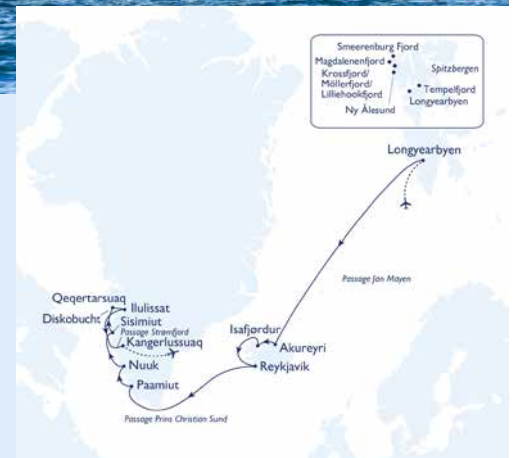 Smeerenburg Fjord
Magdalenenfjord
Spitzbergen
Krossfjord/
Möllerfjord/
Lilliehookfjord
Tempelfjord
Longyearbyen
Ny Ålesund
Longyearbyen
Passage Jan Mayen
Qeqertarsuaq
Ilulissat
Diskobucht
Sisimiut
Passage Strømfjord
Kangerlussuaq
Isafjørdur
Akureyri
Nuuk
Reykjavik
Paamiut
Passage Prins Christian Sund